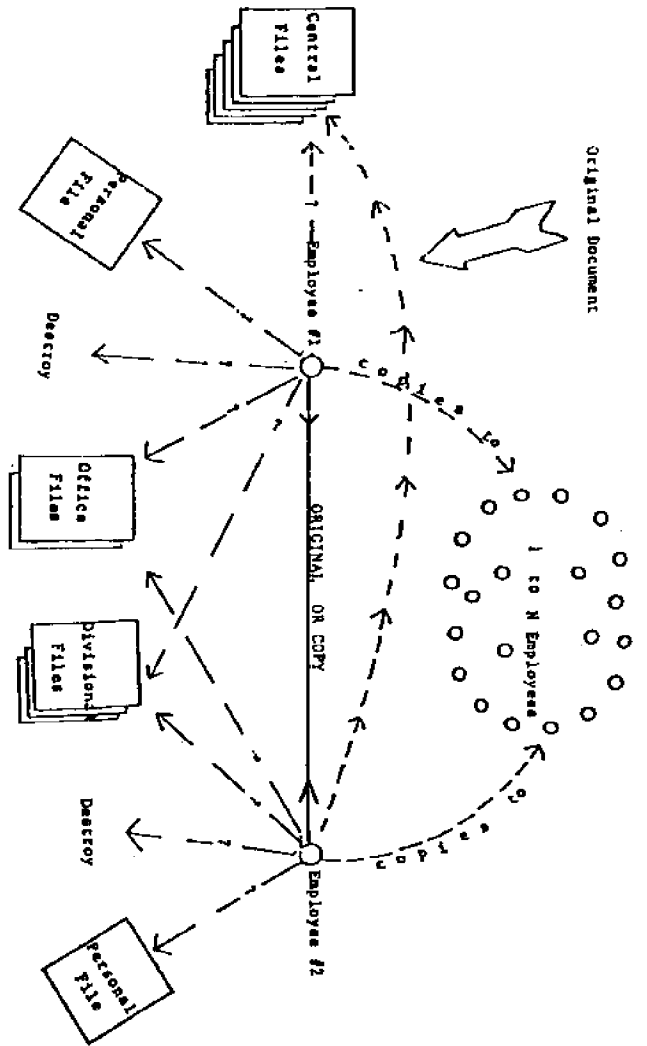 Original Document
Central
Files
?
Employee #1
copies to
1 to N Employees
copies to
ORIGINAL OR COPY
Employee #2
Personal
File
?
Destroy
?
Office
Files
?
?
Divisional
Files
?
?
Destroy
?
Personal
File
?